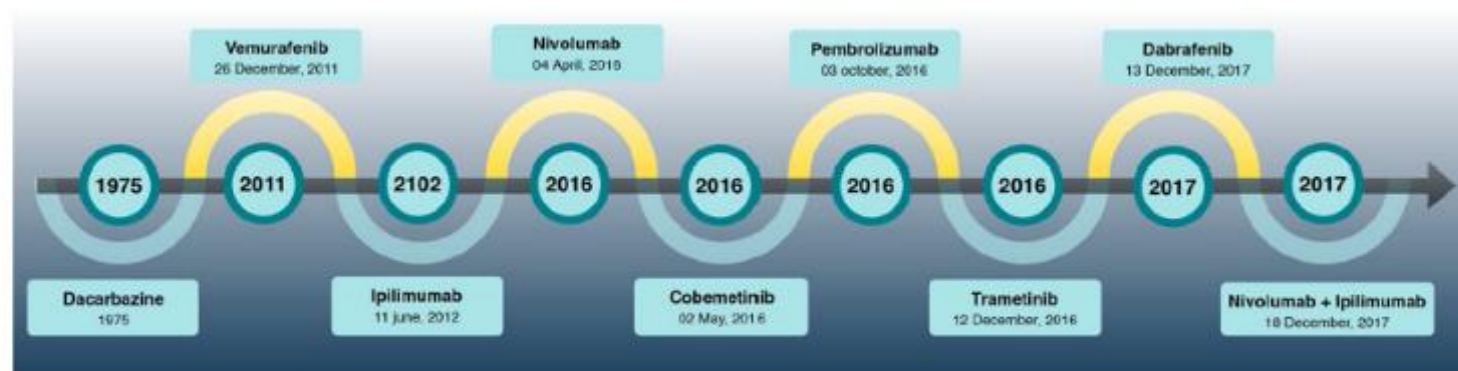 Vemurafenib
26 December, 2011
Nivolumab
04 April,
Pembrolizumab
03 october, 2016
Dabrafenib
13 December, 2017
1975
2011
2102
2016
2016
2016
2016
2017
2017
Dacarbazine
1975
Ipilimumab
11 june, 2012
Cobemetinib
02 May, 2016
Trametinib
12 December, 2016
Nivolumab + Ipilimumab
18 December, 2017